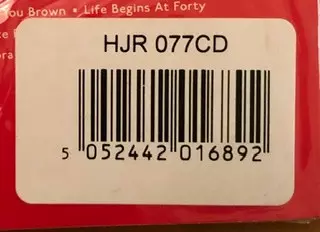 You Brown • Life Begins At Forty
HJR 077CD
5 052442 016892